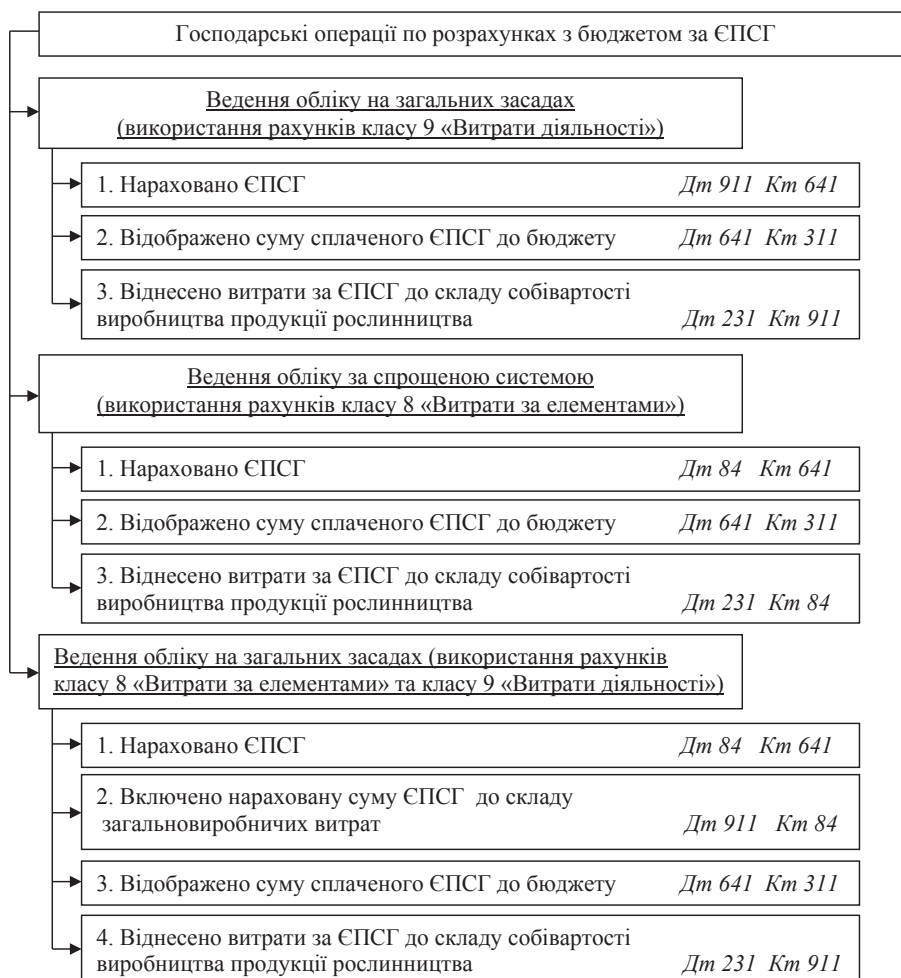 Господарські операції по розрахунках з бюджетом за ЄПСГ
Ведення обліку на загальних засадах
(використання рахунків класу 9 «Витрати діяльності»)
1. Нараховано ЄПСГ Дт 911 Кт 641
2. Відображено суму сплаченого ЄПСГ до бюджету Дт 641 Кт 311
3. Віднесено витрати за ЄПСГ до складу собівартості
виробництва продукції рослинництва Дт 231 Кт 911
Ведення обліку за спрощеною системою
(використання рахунків класу 8 «Витрати за елементами»)
1. Нараховано ЄПСГ Дт 84 Кт 641
2. Відображено суму сплаченого ЄПСГ до бюджету Дт 641 Кт 311
3. Віднесено витрати за ЄПСГ до складу собівартості
виробництва продукції рослинництва Дт 231 Кт 84
Ведення обліку на загальних засадах (використання рахунків
класу 8 «Витрати за елементами» та класу 9 «Витрати діяльності»)
1. Нараховано ЄПСГ Дт 84 Кт 641
2. Включено нараховану суму ЄПСГ до складу
загальновиробничих витрат Дт 911 Кт 84
3. Відображено суму сплаченого ЄПСГ до бюджету Дт 641 Кт 311
4. Віднесено витрати за ЄПСГ до складу собівартості
виробництва продукції рослинництва Дт 231 Кт 911